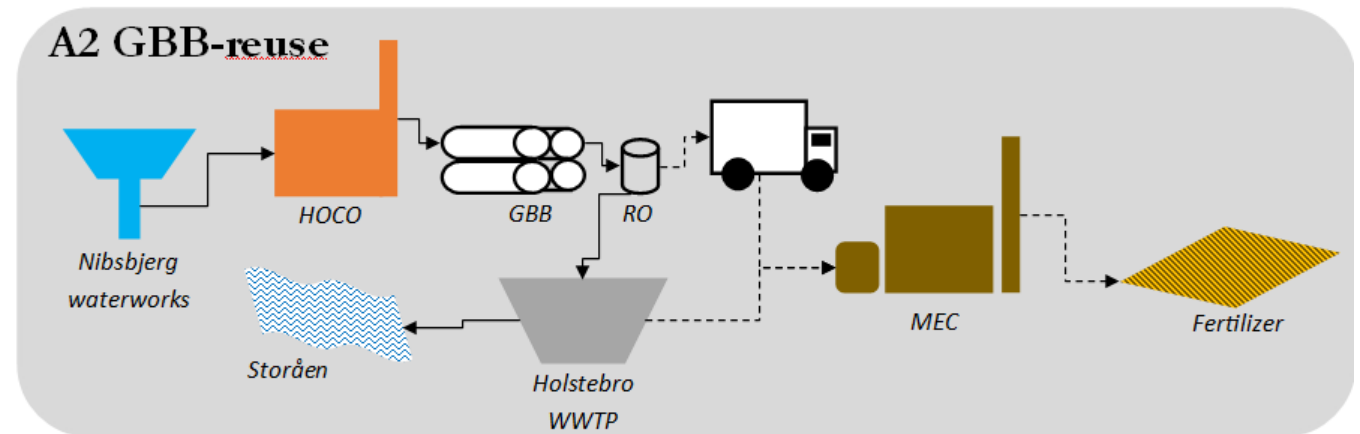 A2 GBB-reuse
HOCO
GBB
RO
Nibsbjerg
waterworks
MEC
Fertilizer
Storåen
Holstebro
WWTP